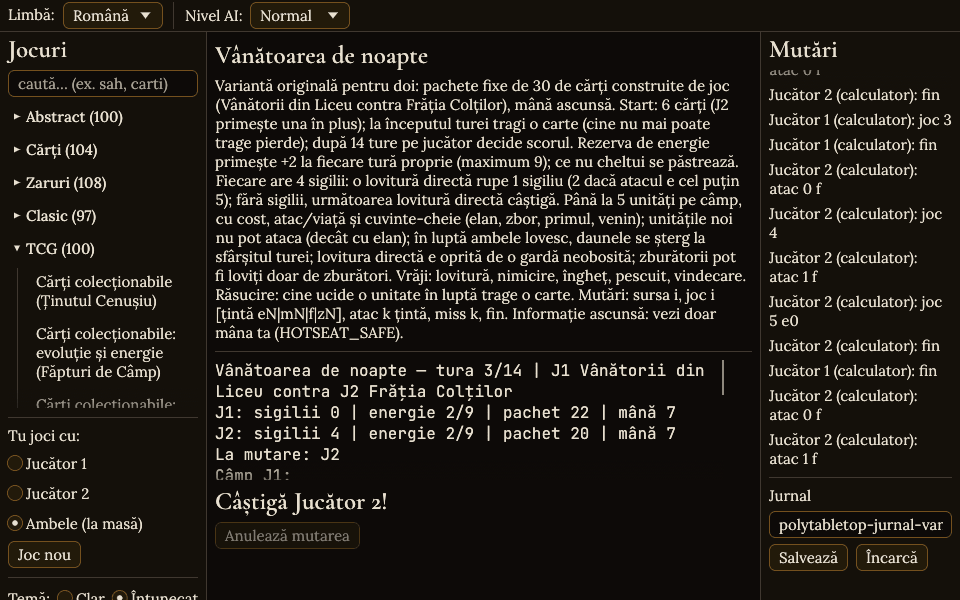 Limbă:
Română
Nivel AI:
Normal
Jocuri
caută... (ex. sah, carti)
Abstract (100)
Cărți (104)
Zaruri (108)
Clasic (97)
TCG (100)
Cărți colecționabile
(Ținutul Cenușiu)
Cărți colecționabile:
evoluție și energie
(Făpturi de Câmp)
Cărți colecționabile:
Tu joci cu:
Jucător 1
Jucător 2
Ambele (la masă)
Joc nou
Temă:
Clar
Întunecat
Vânătoarea de noapte
Variantă originală pentru doi: pachete fixe de 30 de cărți construite de joc
(Vânătorii din Liceu contra Frăția Colților), mână ascunsă. Start: 6 cărți (J2
primește una în plus); la începutul turei tragi o carte (cine nu mai poate
trage pierde); după 14 ture pe jucător decide scorul. Rezerva de energie
primește +2 la fiecare tură proprie (maximum 9); ce nu cheltui se păstrează.
Fiecare are 4 sigilii: o lovitură directă rupe 1 sigiliu (2 dacă atacul e cel puțin
5); fără sigilii, următoarea lovitură directă câștigă. Până la 5 unități pe câmp,
cu cost, atac/viață și cuvinte-cheie (elan, zbor, primul, venin); unitățile noi
nu pot ataca (decât cu elan); în luptă ambele lovesc, daunele se șterg la
sfârșitul turei; lovitura directă e oprită de o gardă neobosită; zburătorii pot
fi loviți doar de zburători. Vrăji: lovitură, nimicire, îngheț, pescuit, vindecare.
Răsucire: cine ucide o unitate în luptă trage o carte. Mutări: sursa i, joc i
[țintă eN|mN|f|zN], atac k țintă, miss k, fin. Informație ascunsă: vezi doar
mâna ta (HOTSEAT_SAFE).
Vânătoarea de noapte — tura 3/14 | J1 Vânătorii din
Liceu contra J2 Frăția Colților
J1: sigilii 0 | energie 2/9 | pachet 22 | mână 7
J2: sigilii 4 | energie 2/9 | pachet 20 | mână 7
La mutare: J2
Câmp J1:
Câștigă Jucător 2!
Anulează mutarea
Mutări
atac 0 f
Jucător 2 (calculator): fin
Jucător 1 (calculator): joc 3
Jucător 1 (calculator): fin
Jucător 2 (calculator):
atac 0 f
Jucător 2 (calculator): joc
4
Jucător 2 (calculator):
atac 1 f
Jucător 2 (calculator): joc
5 e0
Jucător 2 (calculator): fin
Jucător 1 (calculator): fin
Jucător 2 (calculator):
atac 0 f
Jucător 2 (calculator):
atac 1 f
Jurnal
polytabletop-jurnal-var
Salvează
Încarcă